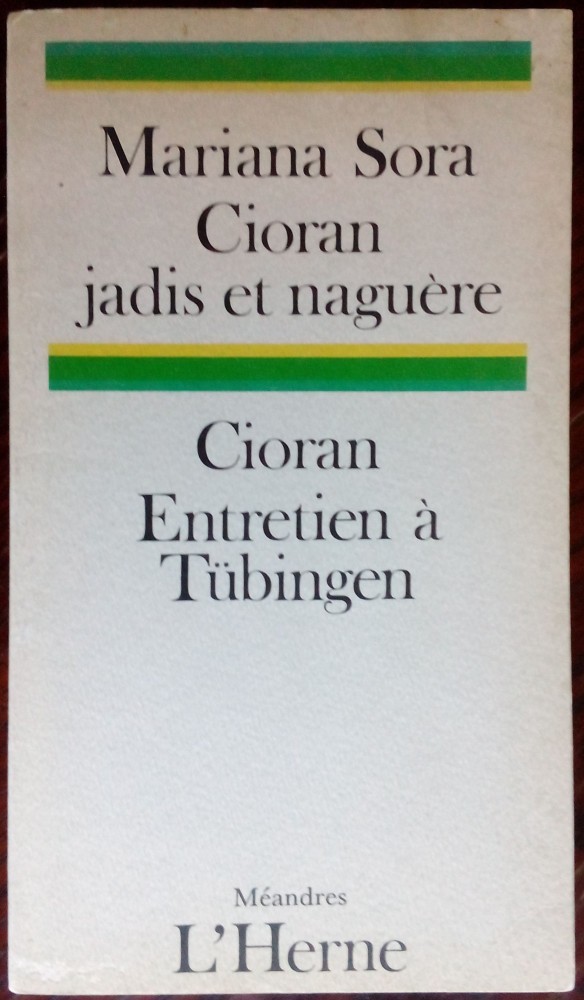 Mariana Sora
Cioran
jadis et naguère
Cioran
Entretien à
Tübingen
Méandres
L'Herne